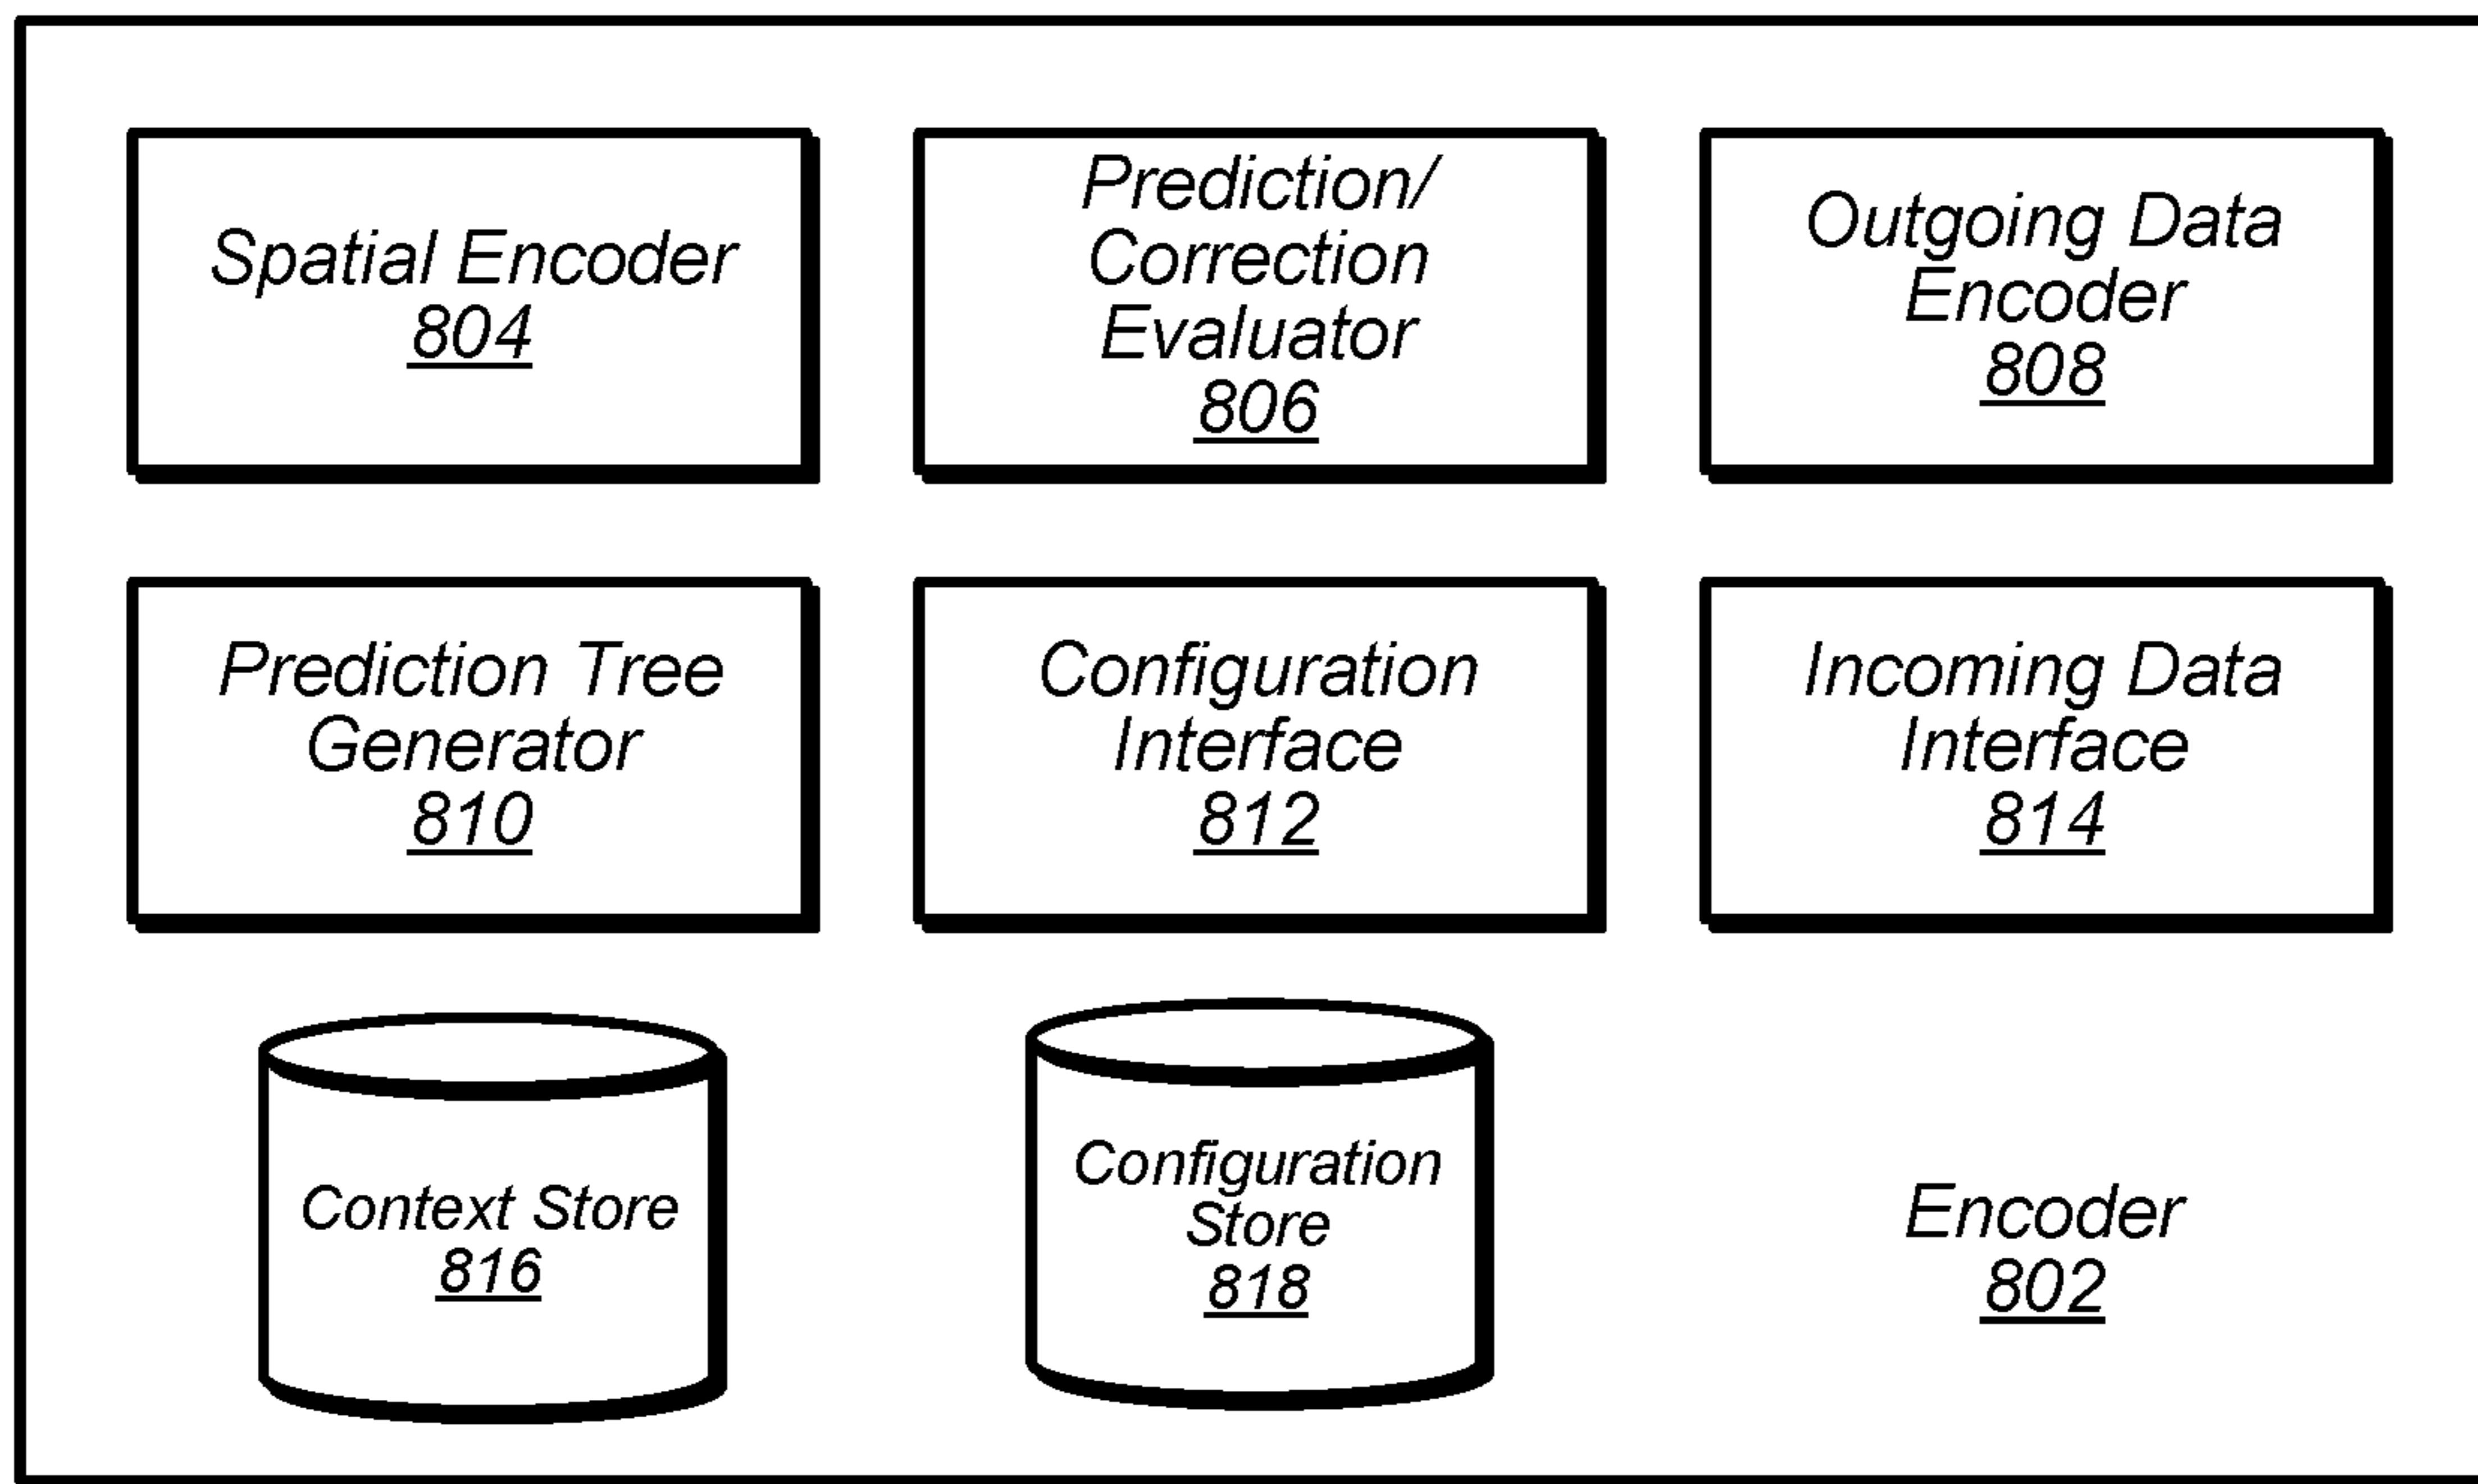 Spatial Encoder
804
Prediction/
Correction
Evaluator
806
Outgoing Data
Encoder
808
Prediction Tree
Generator
810
Configuration
Interface
812
Incoming Data
Interface
814
Context Store
816
Configuration
Store
818
Encoder
802